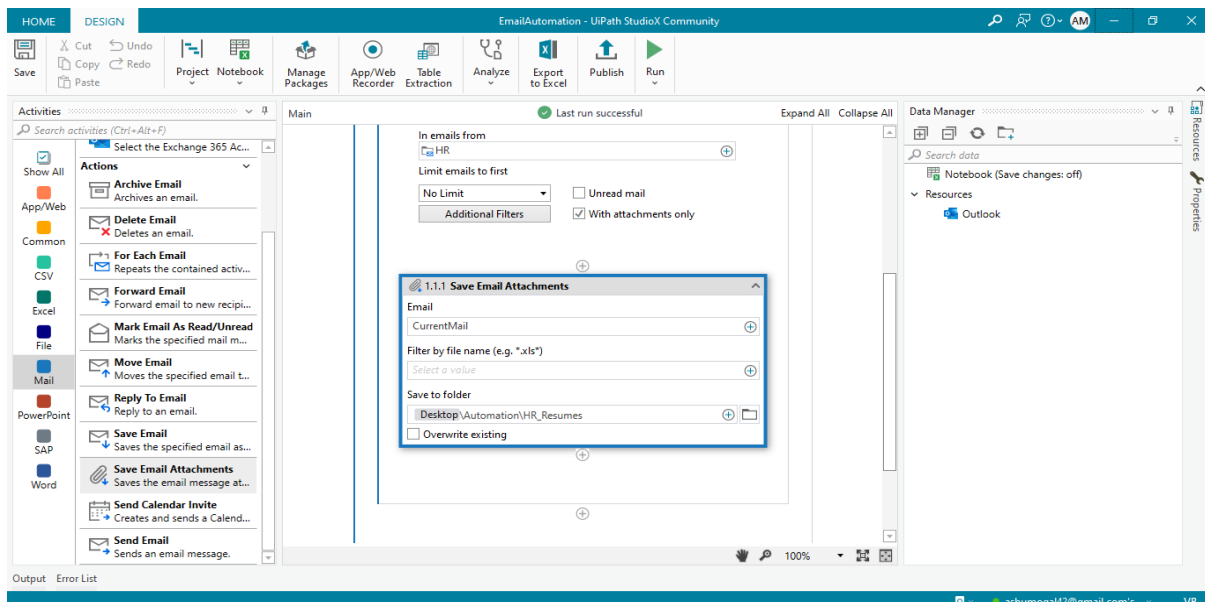 HOME DESIGN EmailAutomation - UiPath StudioX Community AM
Save Cut Undo Copy Redo Paste Project Notebook Manage Packages App/Web Recorder Table Extraction Analyze Export to Excel Publish Run
Activities
Search activities (Ctrl+Alt+F)
Show All
App/Web
Common
CSV
Excel
File
Mail
PowerPoint
SAP
Word
Select the Exchange 365 Ac...
Actions
Archive Email
Archives an email.
Delete Email
Deletes an email.
For Each Email
Repeats the contained activ...
Forward Email
Forward email to new recipi...
Mark Email As Read/Unread
Marks the specified mail m...
Move Email
Moves the specified email t...
Reply To Email
Reply to an email.
Save Email
Saves the specified email as...
Save Email Attachments
Saves the email message at...
Send Calendar Invite
Creates and sends a Calend...
Send Email
Sends an email message.
Main Last run successful Expand All Collapse All
In emails from
HR
Limit emails to first
No Limit Unread mail
Additional Filters With attachments only
1.1.1 Save Email Attachments
Email
CurrentMail
Filter by file name (e.g. *.xls*)
Select a value
Save to folder
Desktop\Automation\HR_Resumes
Overwrite existing
100%
Data Manager
Search data
Notebook (Save changes: off)
Resources
Outlook
Resources
Properties
Output Error List
ashumogal42@gmail.com's VB